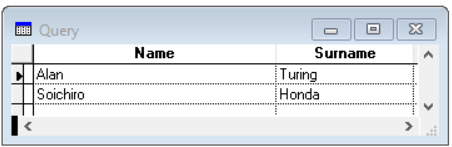 Query
Name Surname
Alan Turing
Soichiro Honda